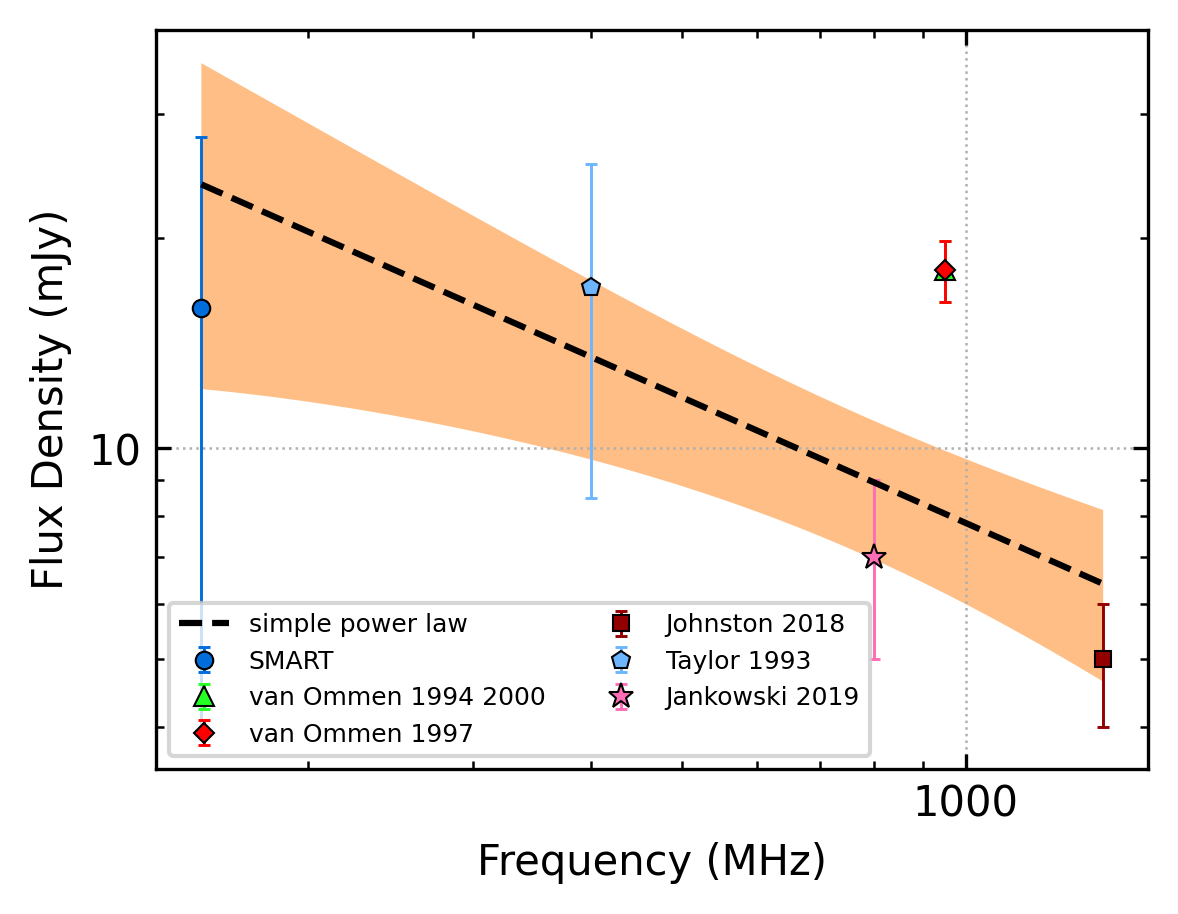 Flux Density (mJy)
10
simple power law
SMART
van Ommen 1994 2000
van Ommen 1997
Johnston 2018
Taylor 1993
Jankowski 2019
1000
Frequency (MHz)